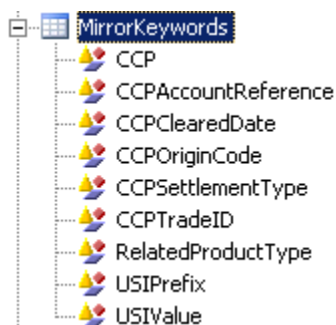 MirrorKeywords
CCP
CCPAccountReference
CCPClearedDate
CCPOriginCode
CCPSettlementType
CCPTradeID
RelatedProductType
USIPrefix
USIValue